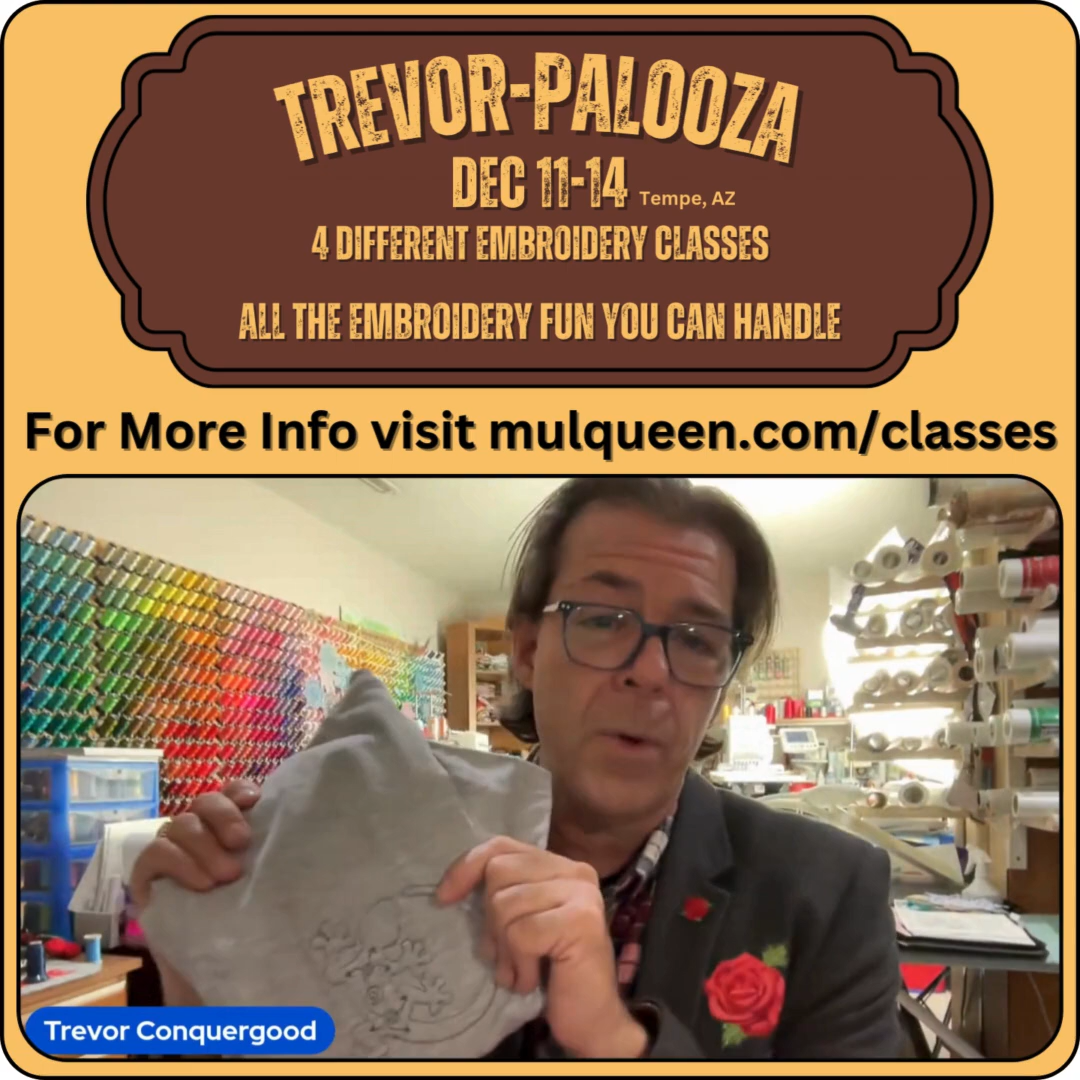 TREVOR-PALOOZA
DEC 11-14 Tempe, AZ
4 DIFFERENT EMBROIDERY CLASSES
ALL THE EMBROIDERY FUN YOU CAN HANDLE
For More Info visit mulqueen.com/classes
Trevor Conquergood